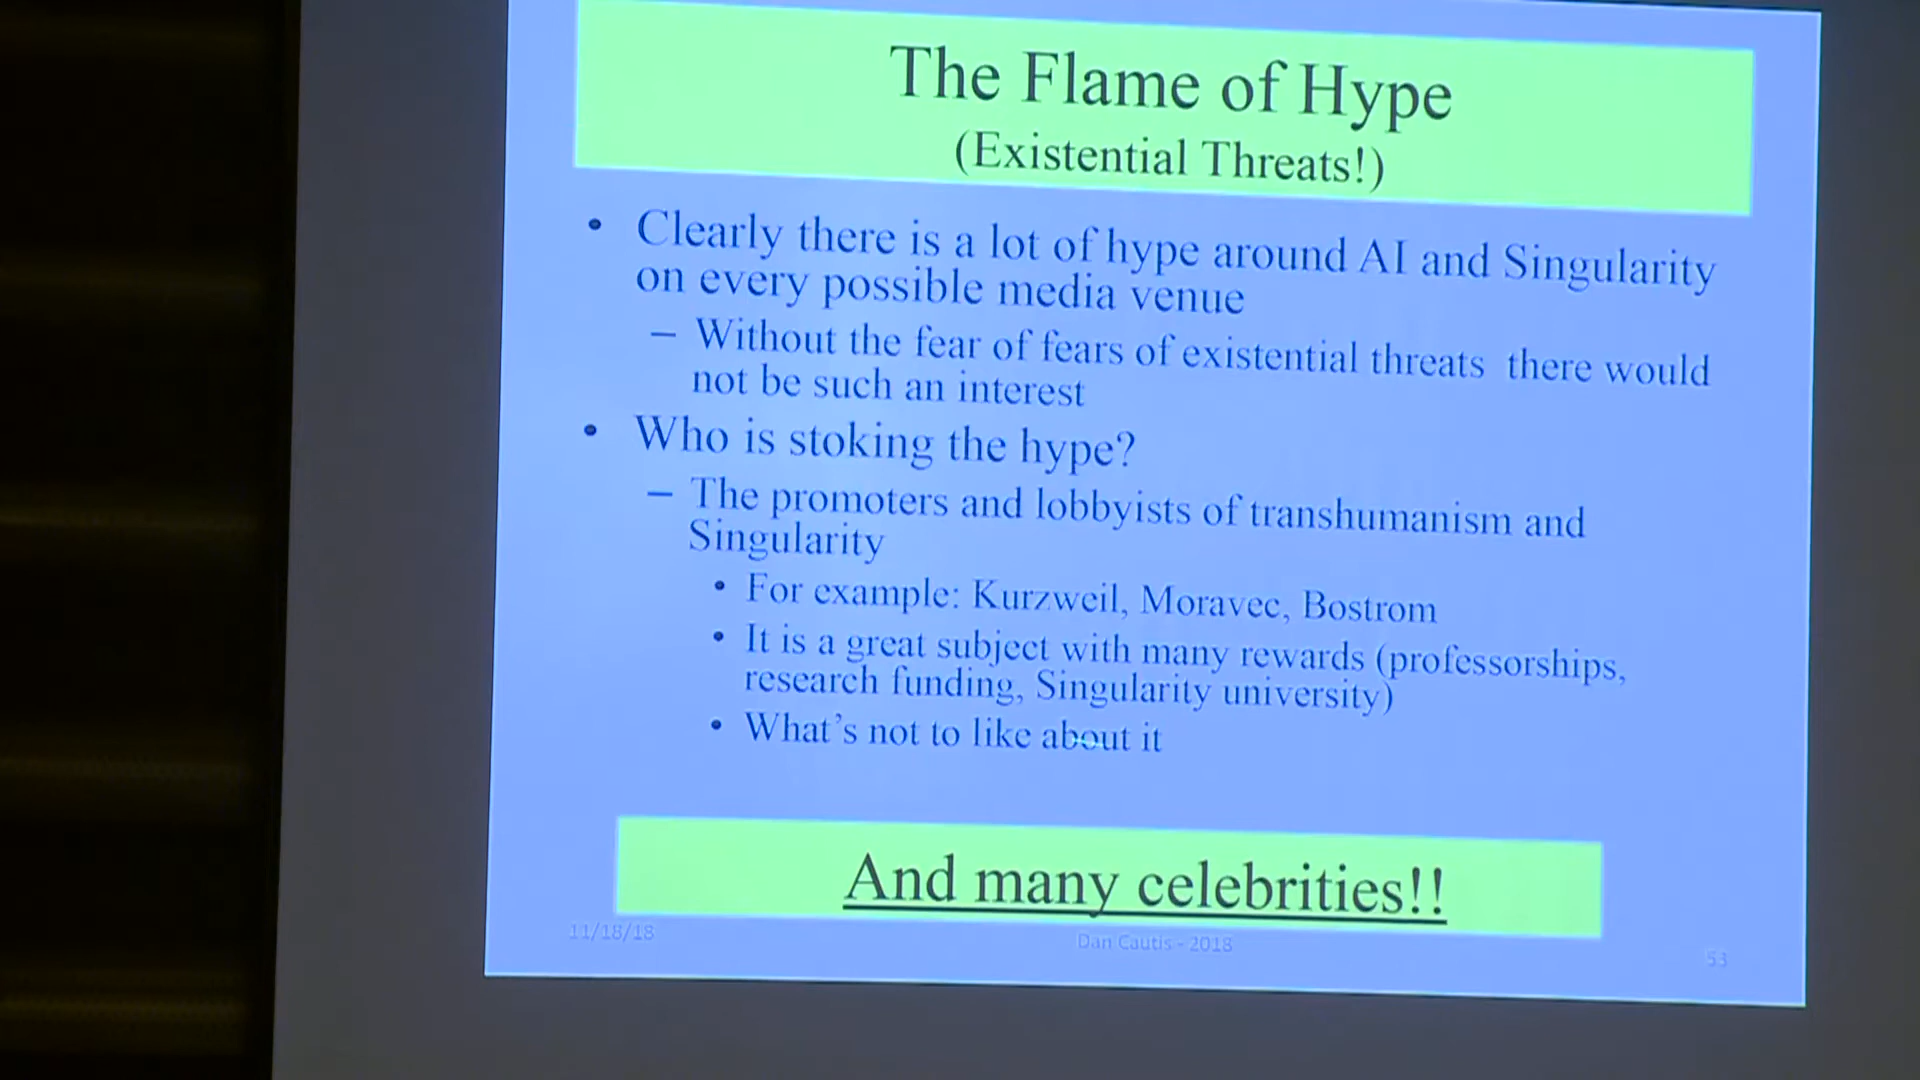 The Flame of Hype
(Existential Threats!)
• Clearly there is a lot of hype around AI and Singularity
on every possible media venue
– Without the fear of fears of existential threats there would
not be such an interest
• Who is stoking the hype?
– The promoters and lobbyists of transhumanism and
Singularity
• For example: Kurzweil, Moravec, Bostrom
• It is a great subject with many rewards (professorships,
research funding, Singularity university)
• What's not to like about it
And many celebrities!!
11/18/18
Dan Cautis - 2018
53